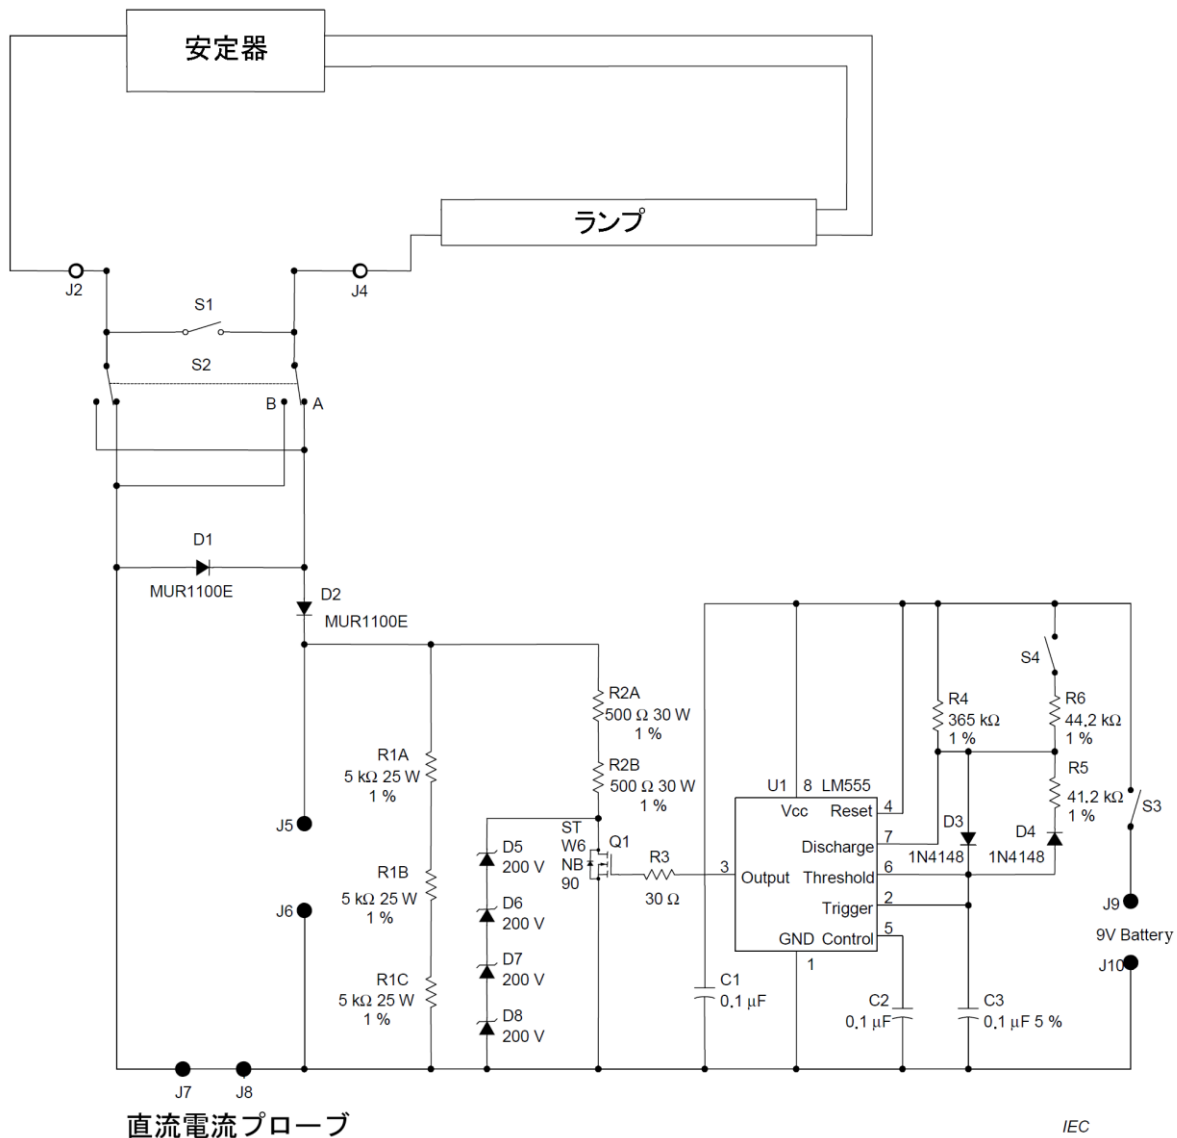 安定器
ランプ
J2
J4
S1
S2
B
A
D1
MUR1100E
D2
MUR1100E
R2A
500 Ω 30 W
1 %
R2B
500 Ω 30 W
1 %
R1A
5 kΩ 25 W
1 %
R1B
5 kΩ 25 W
1 %
R1C
5 kΩ 25 W
1 %
J5
J6
J7
J8
D5
200 V
D6
200 V
D7
200 V
D8
200 V
ST
W6
NB
90
Q1
R3
30 Ω
U1
8
LM555
Vcc
Reset
4
Discharge
7
3
Output
Threshold
6
Trigger
2
GND
Control
5
1
C1
0.1 μF
C2
0.1 μF
C3
0.1 μF 5 %
R4
365 kΩ
1 %
S4
R6
44.2 kΩ
1 %
R5
41.2 kΩ
1 %
D3
1N4148
D4
1N4148
S3
J9
9V Battery
J10
直流電流プローブ
IEC